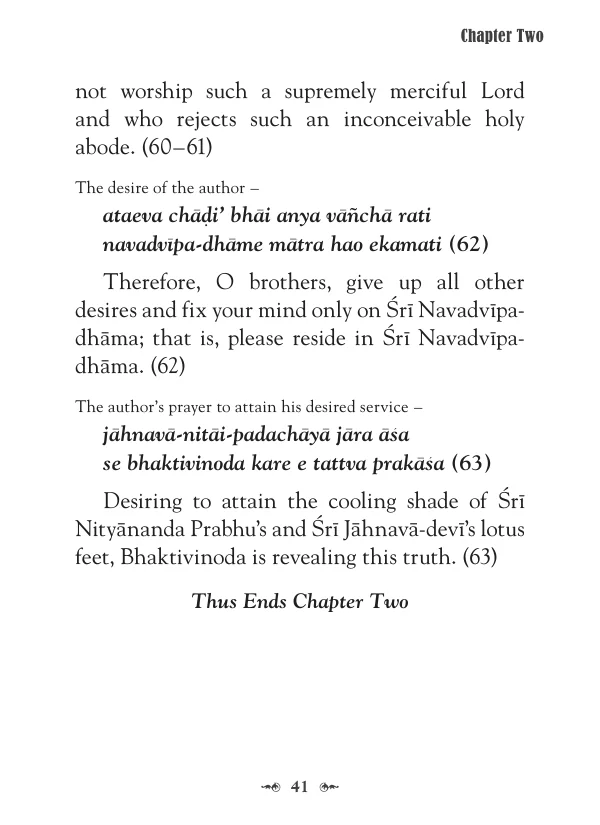 Chapter Two
not worship such a supremely merciful Lord
and who rejects such an inconceivable holy
abode. (60–61)
The desire of the author –
ataeva chāḍi’ bhāi anya vāñchā rati
navadvīpa-dhāme mātra hao ekamati (62)
Therefore, O brothers, give up all other
desires and fix your mind only on Śrī Navadvīpa-
dhāma; that is, please reside in Śrī Navadvīpa-
dhāma. (62)
The author’s prayer to attain his desired service –
jāhnavā-nitāi-padachāyā jāra āśa
se bhaktivinoda kare e tattva prakāśa (63)
Desiring to attain the cooling shade of Śrī
Nityānanda Prabhu’s and Śrī Jāhnavā-devī’s lotus
feet, Bhaktivinoda is revealing this truth. (63)
Thus Ends Chapter Two
41